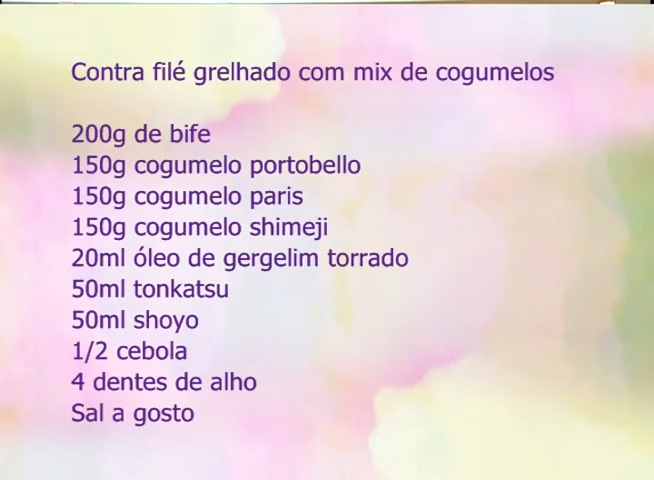 Contra filé grelhado com mix de cogumelos
200g de bife
150g cogumelo portobello
150g cogumelo paris
150g cogumelo shimeji
20ml óleo de gergelim torrado
50ml tonkatsu
50ml shoyo
1/2 cebola
4 dentes de alho
Sal a gosto